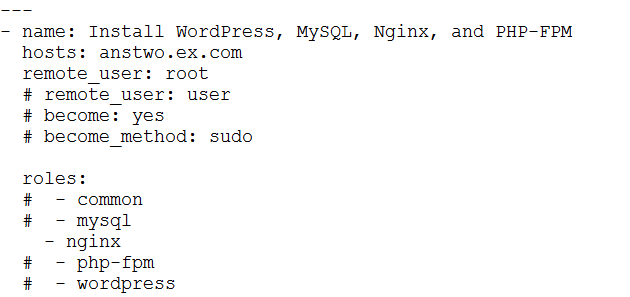 ---
- name: Install WordPress, MySQL, Nginx, and PHP-FPM
  hosts: anstwo.ex.com
  remote_user: root
  # remote_user: user
  # become: yes
  # become_method: sudo

  roles:
  #  - common
  #  - mysql
    - nginx
  #  - php-fpm
  #  - wordpress